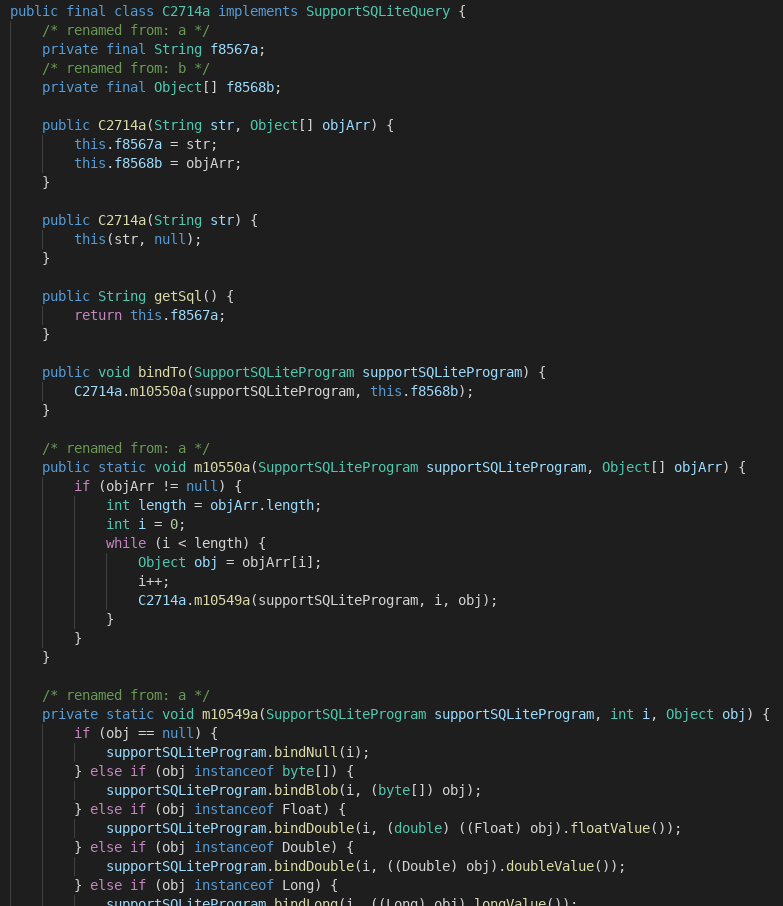 public final class C2714a implements SupportSQLiteQuery {
/* renamed from: a */
private final String f8567a;
/* renamed from: b */
private final Object[] f8568b;
public C2714a(String str, Object[] objArr) {
this.f8567a = str;
this.f8568b = objArr;
}
public C2714a(String str) {
this(str, null);
}
public String getSql() {
return this.f8567a;
}
public void bindTo(SupportSQLiteProgram supportSQLiteProgram) {
C2714a.m10550a(supportSQLiteProgram, this.f8568b);
}
/* renamed from: a */
public static void m10550a(SupportSQLiteProgram supportSQLiteProgram, Object[] objArr) {
if (objArr != null) {
int length = objArr.length;
int i = 0;
while (i < length) {
Object obj = objArr[i];
i++;
C2714a.m10549a(supportSQLiteProgram, i, obj);
}
}
}
/* renamed from: a */
private static void m10549a(SupportSQLiteProgram supportSQLiteProgram, int i, Object obj) {
if (obj == null) {
supportSQLiteProgram.bindNull(i);
} else if (obj instanceof byte[]) {
supportSQLiteProgram.bindBlob(i, (byte[]) obj);
} else if (obj instanceof Float) {
supportSQLiteProgram.bindDouble(i, (double) ((Float) obj).floatValue());
} else if (obj instanceof Double) {
supportSQLiteProgram.bindDouble(i, ((Double) obj).doubleValue());
} else if (obj instanceof Long) {
supportSQLiteProgram.bindLong(i, ((Long) obj).longValue());